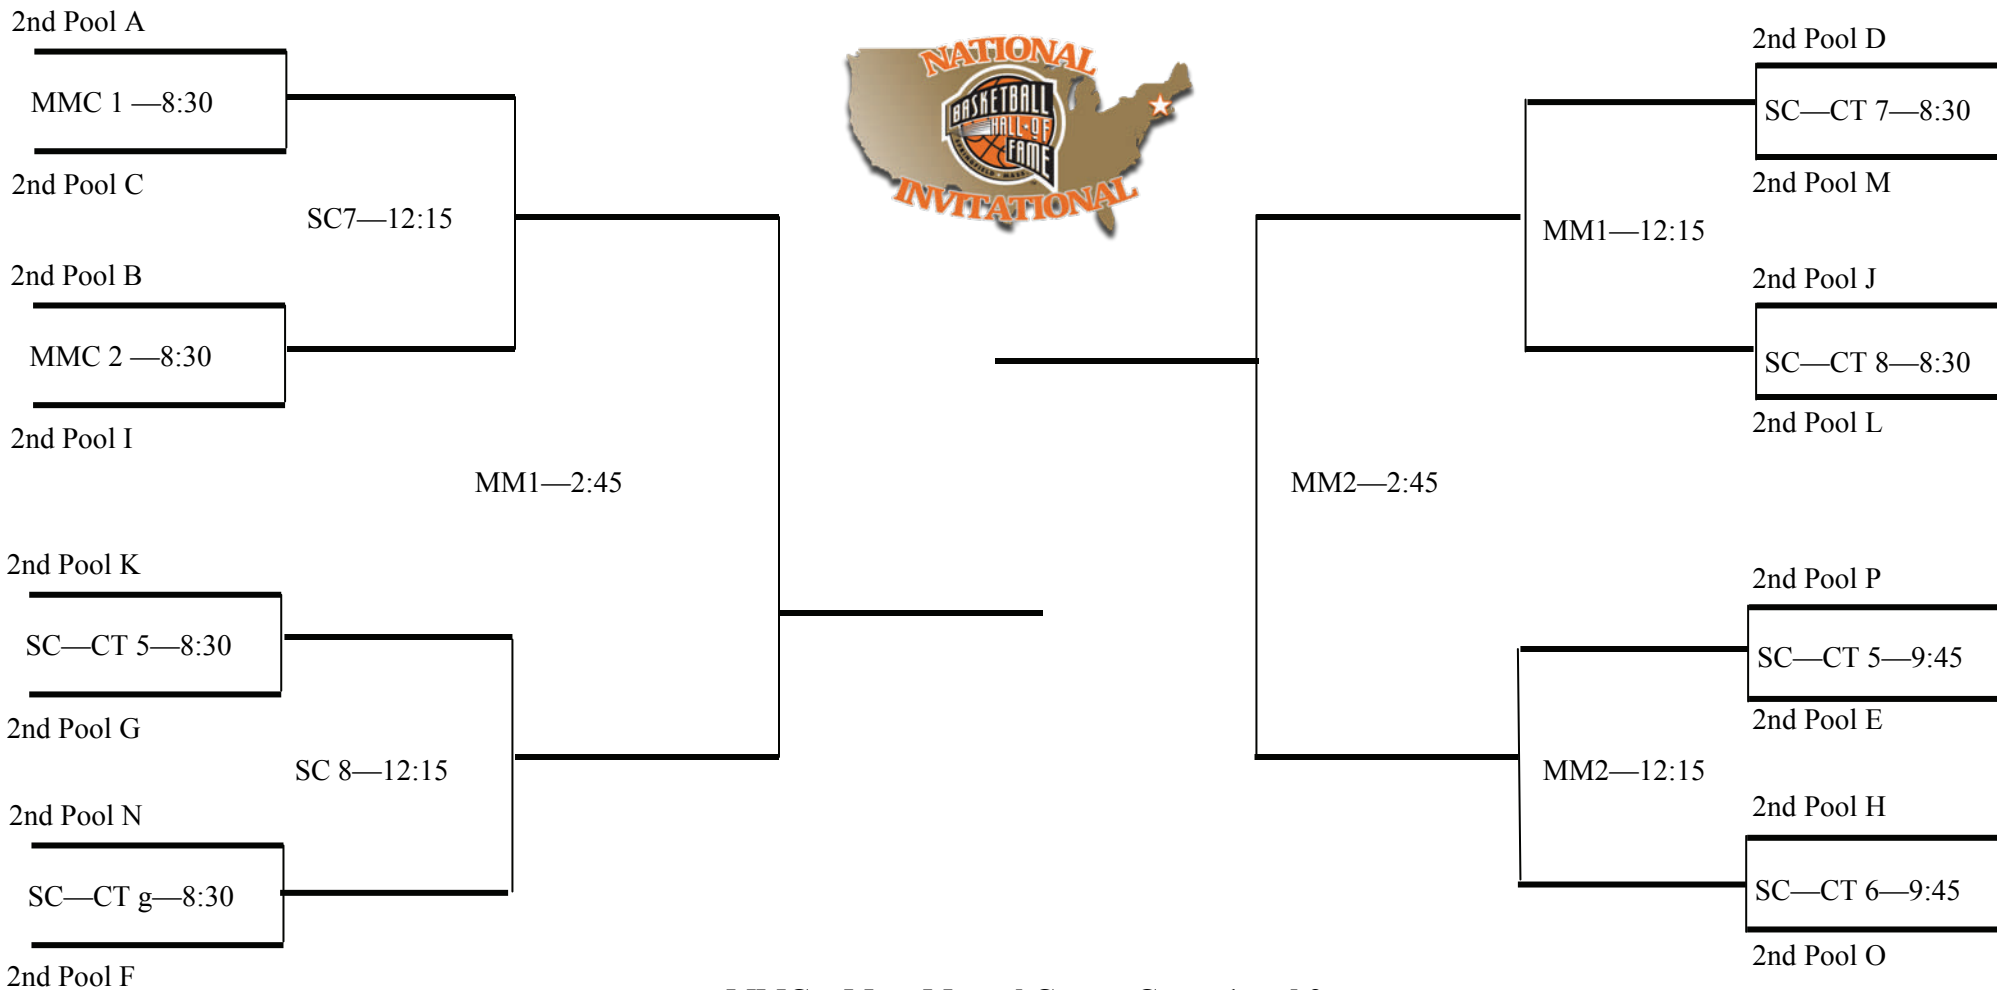 2nd Pool A
MMC 1 —8:30
2nd Pool C
SC7—12:15
2nd Pool B
MMC 2 —8:30
2nd Pool I
MM1—2:45
2nd Pool K
SC—CT 5—8:30
2nd Pool G
SC 8—12:15
2nd Pool N
SC—CT g—8:30
2nd Pool F
NATIONAL
BASKETBALL
HALL OF
FAME
SPRINGFIELD • MASS
INVITATIONAL
2nd Pool D
SC—CT 7—8:30
2nd Pool M
MM1—12:15
2nd Pool J
SC—CT 8—8:30
2nd Pool L
MM2—2:45
2nd Pool P
SC—CT 5—9:45
2nd Pool E
MM2—12:15
2nd Pool H
SC—CT 6—9:45
2nd Pool O